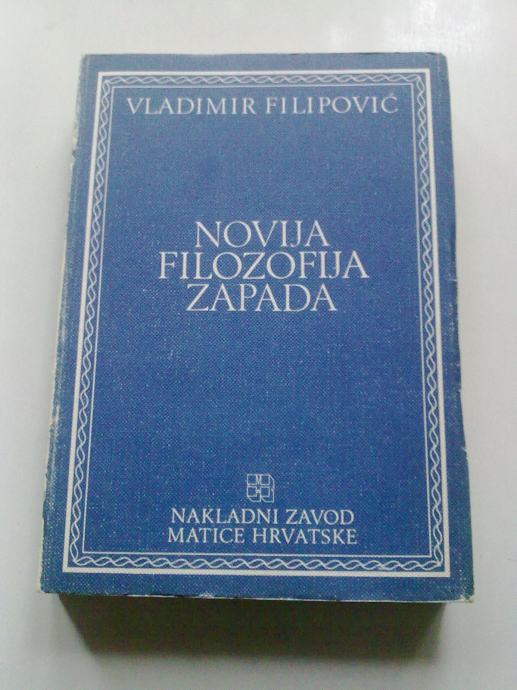 VLADIMIR FILIPOVIĆ
NOVIJA
FILOZOFIJA
ZAPADA
NAKLADNI ZAVOD
MATICE HRVATSKE